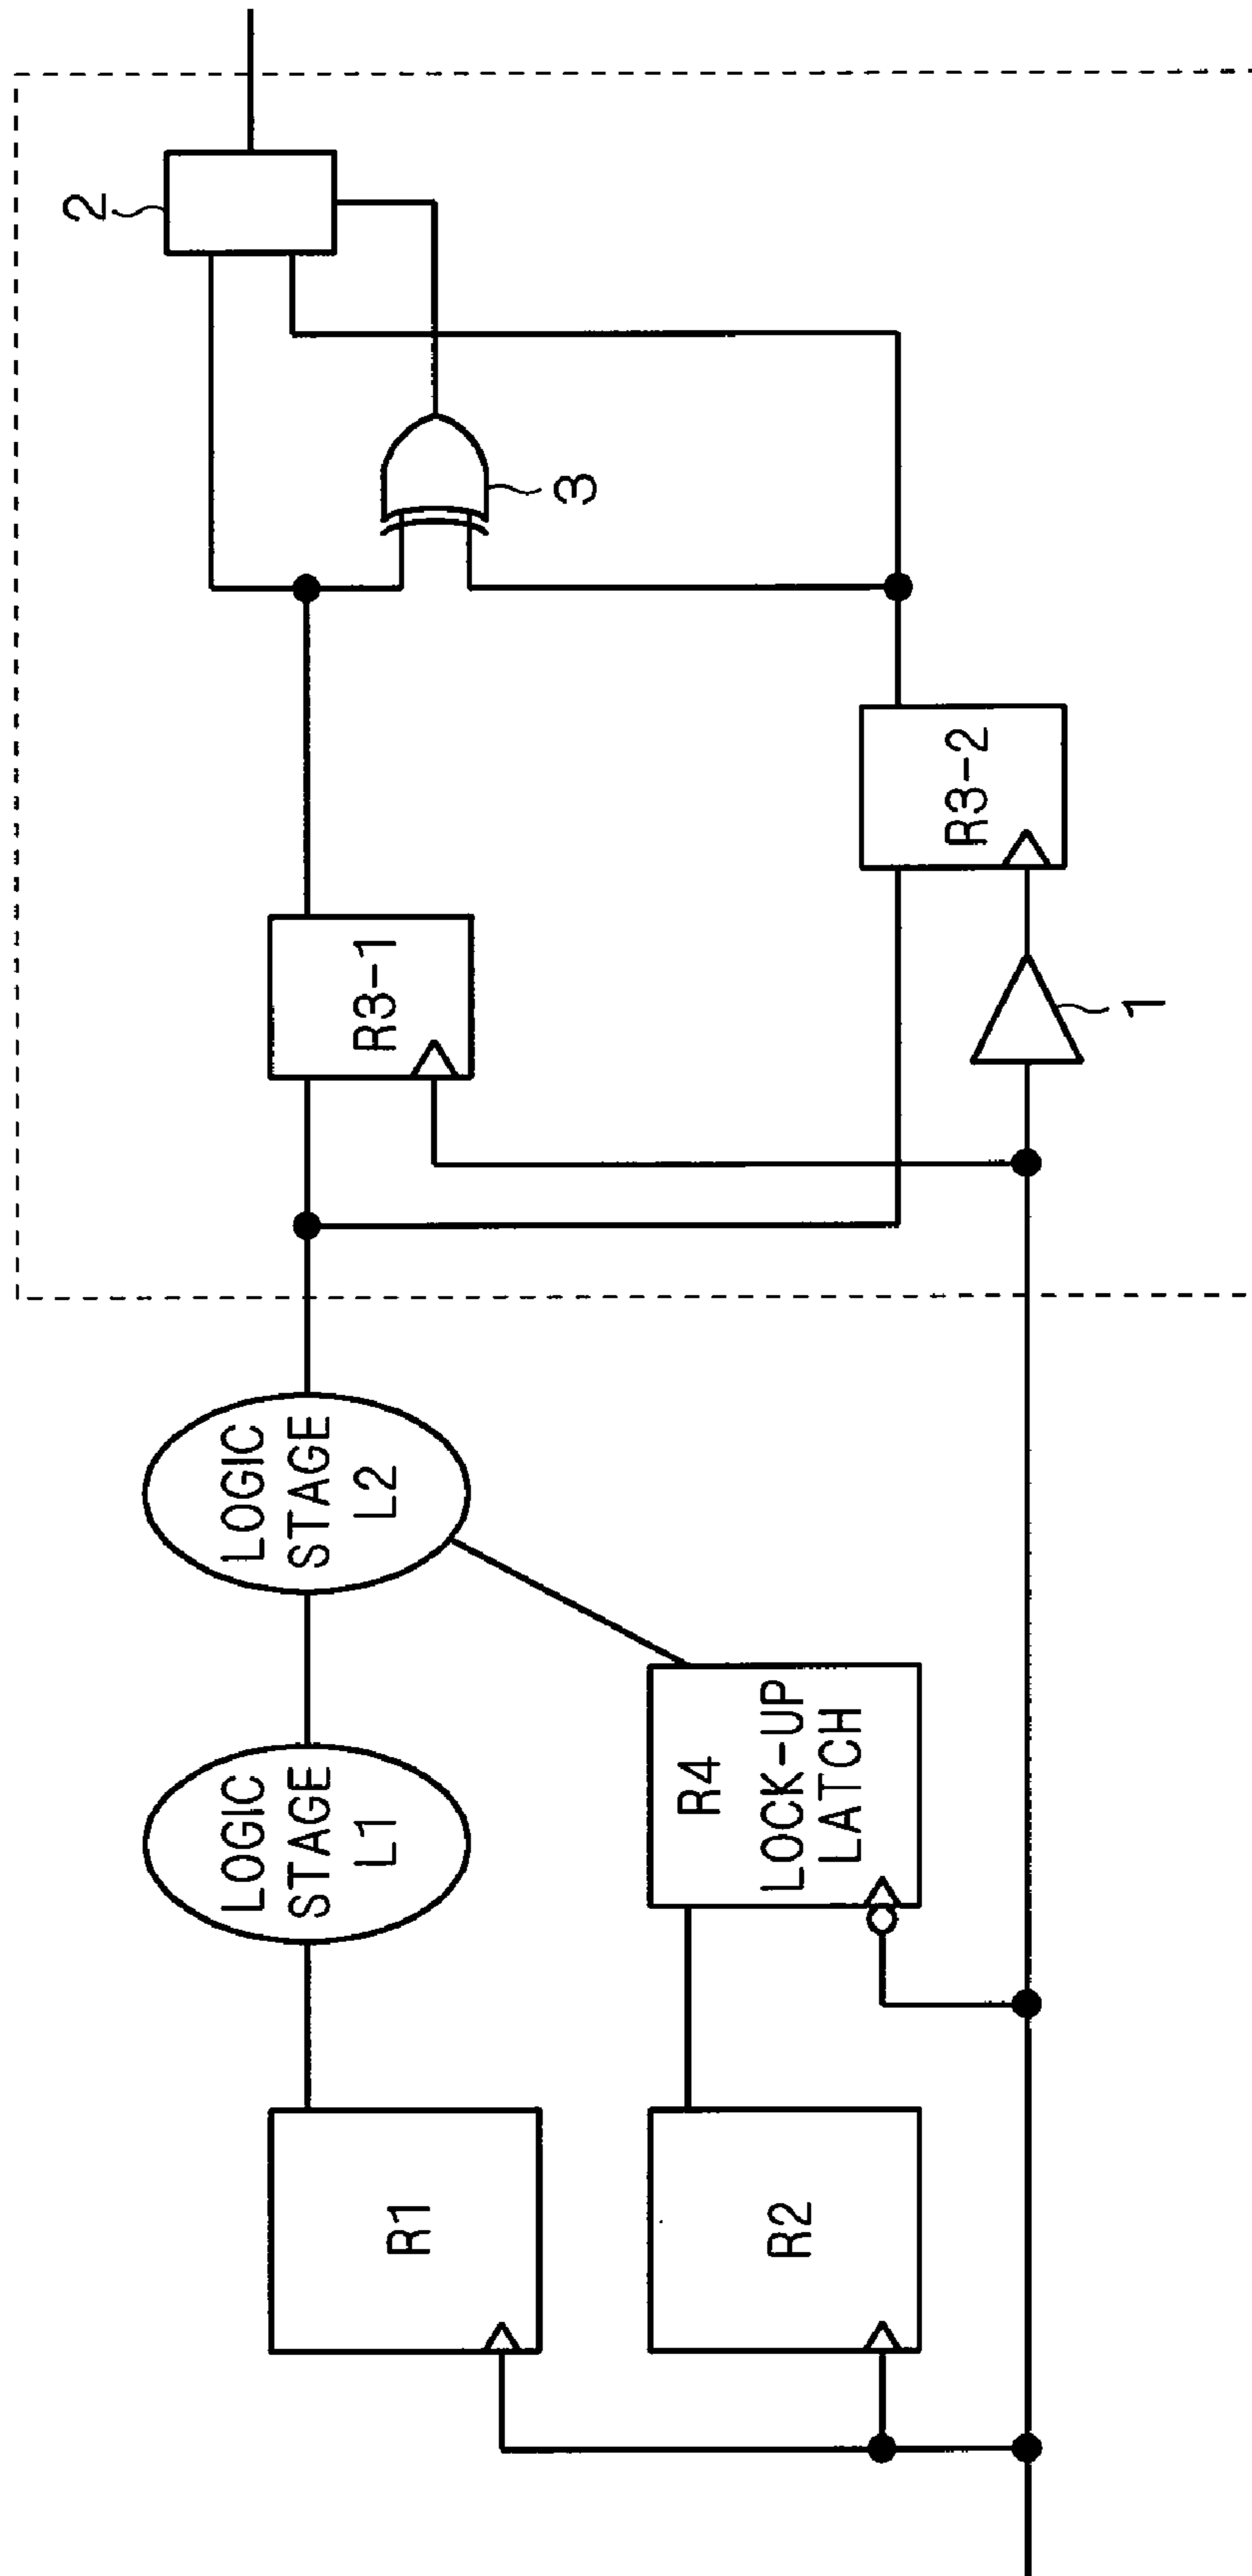 R1
LOGIC
STAGE
L1
LOGIC
STAGE
L2
R3-1
2
3
R2
R4
LOCK-UP
LATCH
1
R3-2